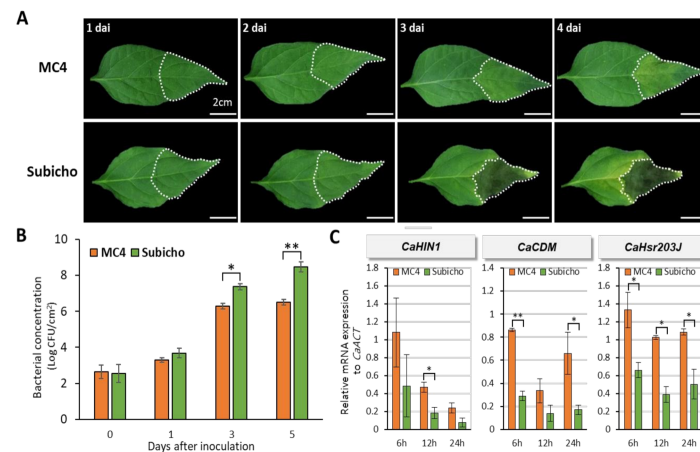 A
1 dai
2 dai
3 dai
4 dai
MC4
2cm
Subicho
B
Bacterial concentration
(Log CFU/cm²)
10
8
6
4
2
0
MC4 Subicho
*
**
0 1 3 5
Days after inoculation
C
Relative mRNA expression
to CaACT
CaHIN1
MC4 Subicho
1.8
1.6
1.4
1.2
1
0.8
0.6
0.4
0.2
0
*
6h 12h 24h
CaCDM
MC4 Subicho
1.4
1.2
1
0.8
0.6
0.4
0.2
0
**
*
6h 12h 24h
CaHsr203J
MC4 Subicho
1.8
1.6
1.4
1.2
1
0.8
0.6
0.4
0.2
0
*
*
*
6h 12h 24h